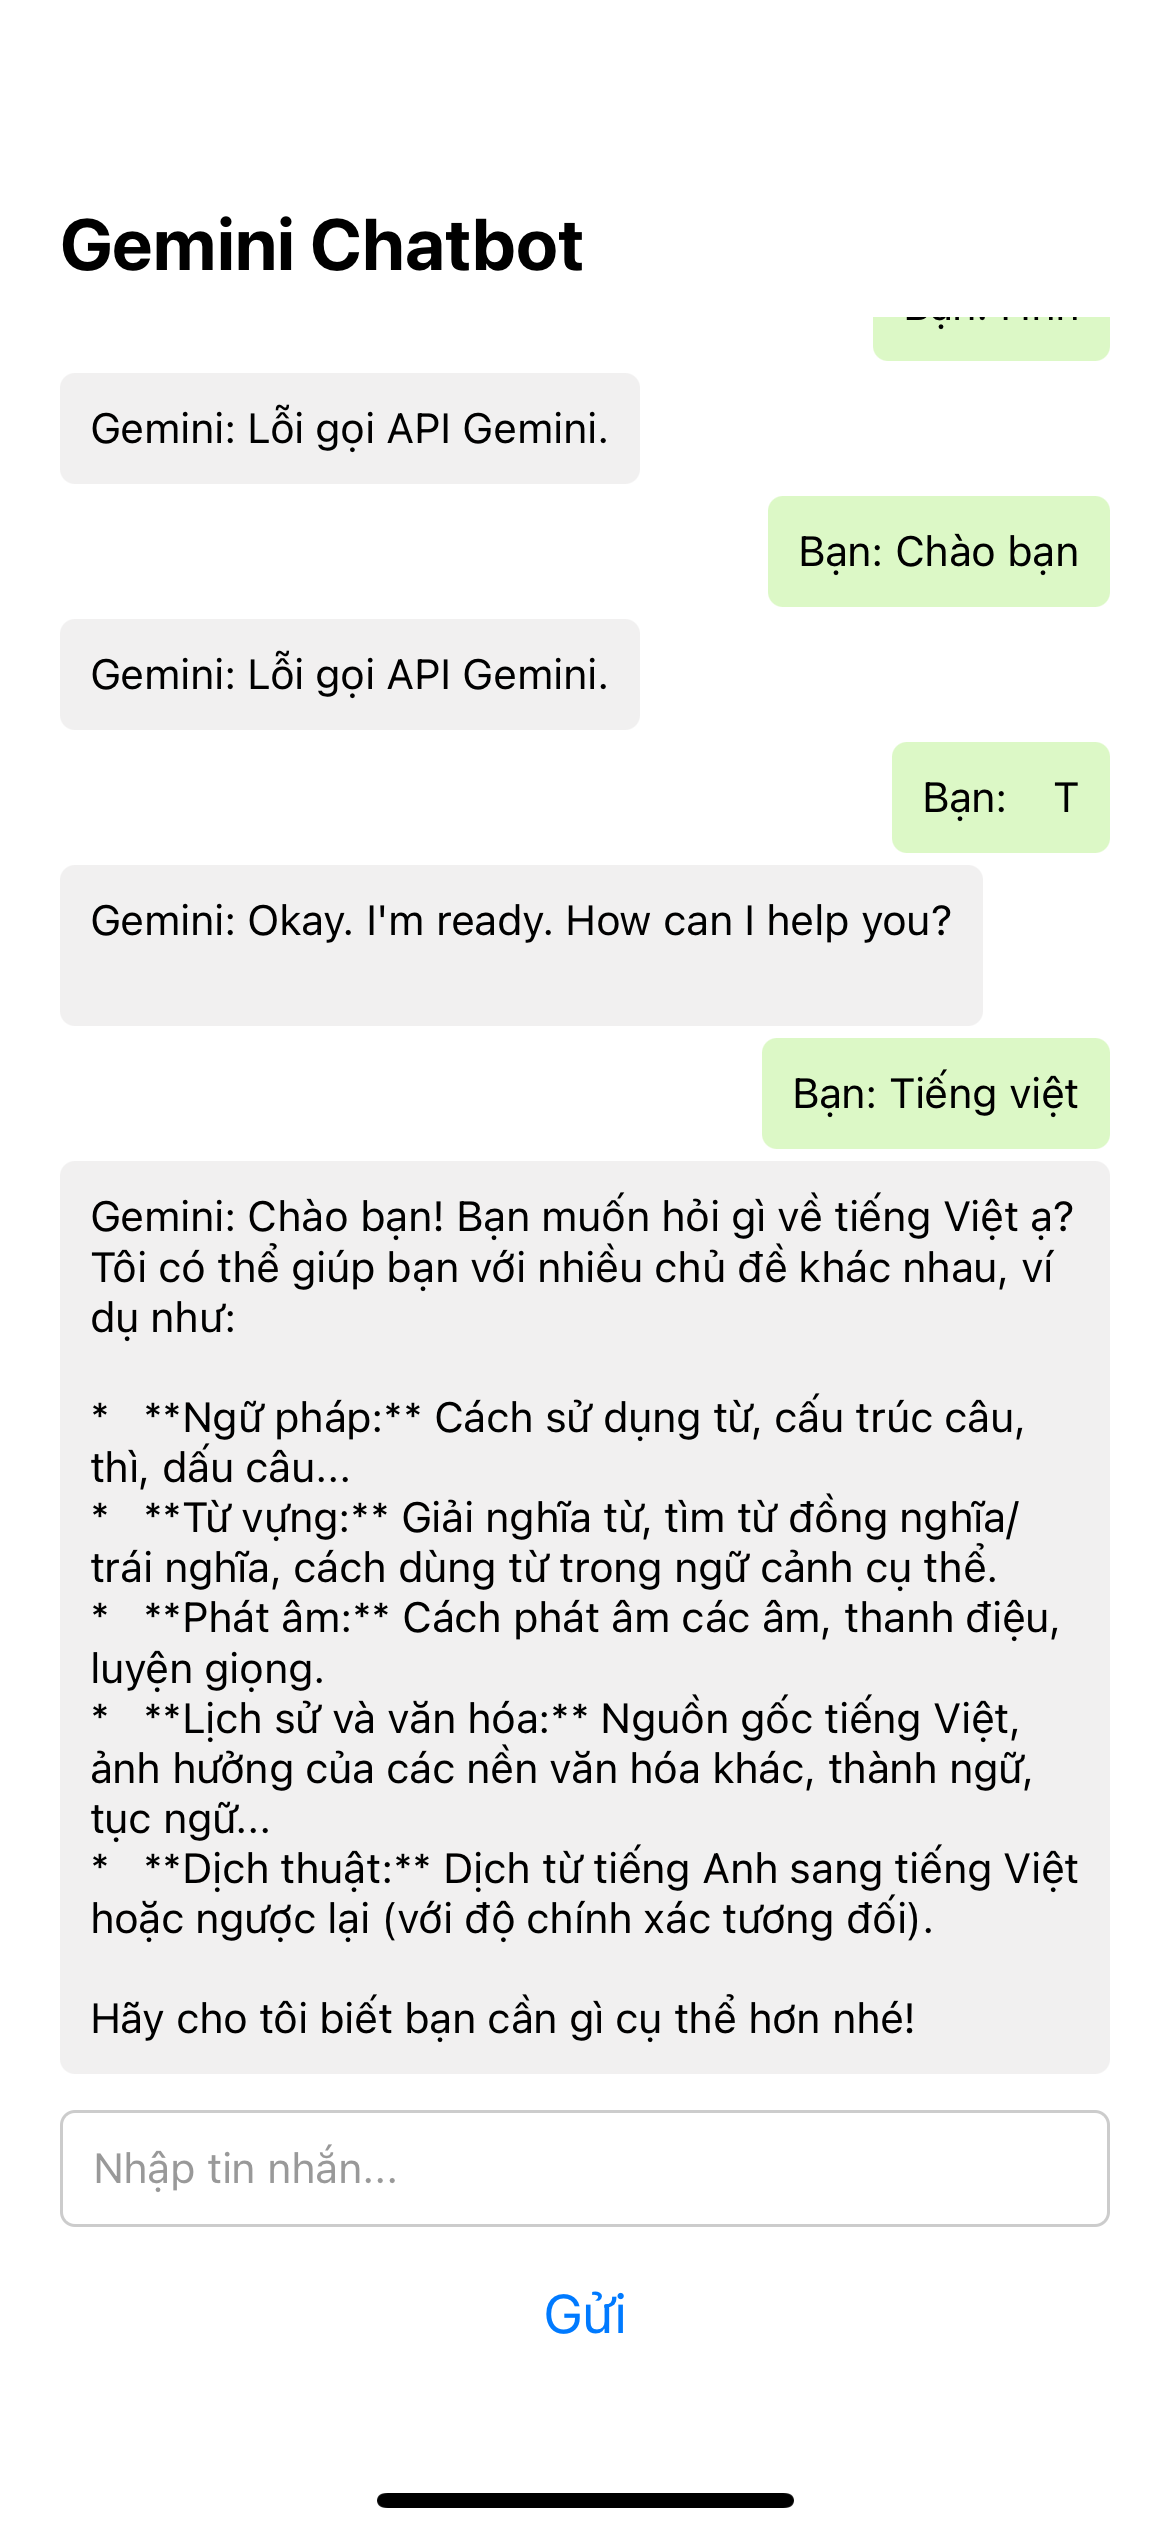 Gemini Chatbot
Gemini: Lỗi gọi API Gemini.
Bạn: Chào bạn
Gemini: Lỗi gọi API Gemini.
Bạn:    T
Gemini: Okay. I'm ready. How can I help you?
Bạn: Tiếng việt
Gemini: Chào bạn! Bạn muốn hỏi gì về tiếng Việt ạ?
Tôi có thể giúp bạn với nhiều chủ đề khác nhau, ví
dụ như:
*   **Ngữ pháp:** Cách sử dụng từ, cấu trúc câu,
thì, dấu câu...
*   **Từ vựng:** Giải nghĩa từ, tìm từ đồng nghĩa/
trái nghĩa, cách dùng từ trong ngữ cảnh cụ thể.
*   **Phát âm:** Cách phát âm các âm, thanh điệu,
luyện giọng.
*   **Lịch sử và văn hóa:** Nguồn gốc tiếng Việt,
ảnh hưởng của các nền văn hóa khác, thành ngữ,
tục ngữ...
*   **Dịch thuật:** Dịch từ tiếng Anh sang tiếng Việt
hoặc ngược lại (với độ chính xác tương đối).
Hãy cho tôi biết bạn cần gì cụ thể hơn nhé!
Nhập tin nhắn...
Gửi